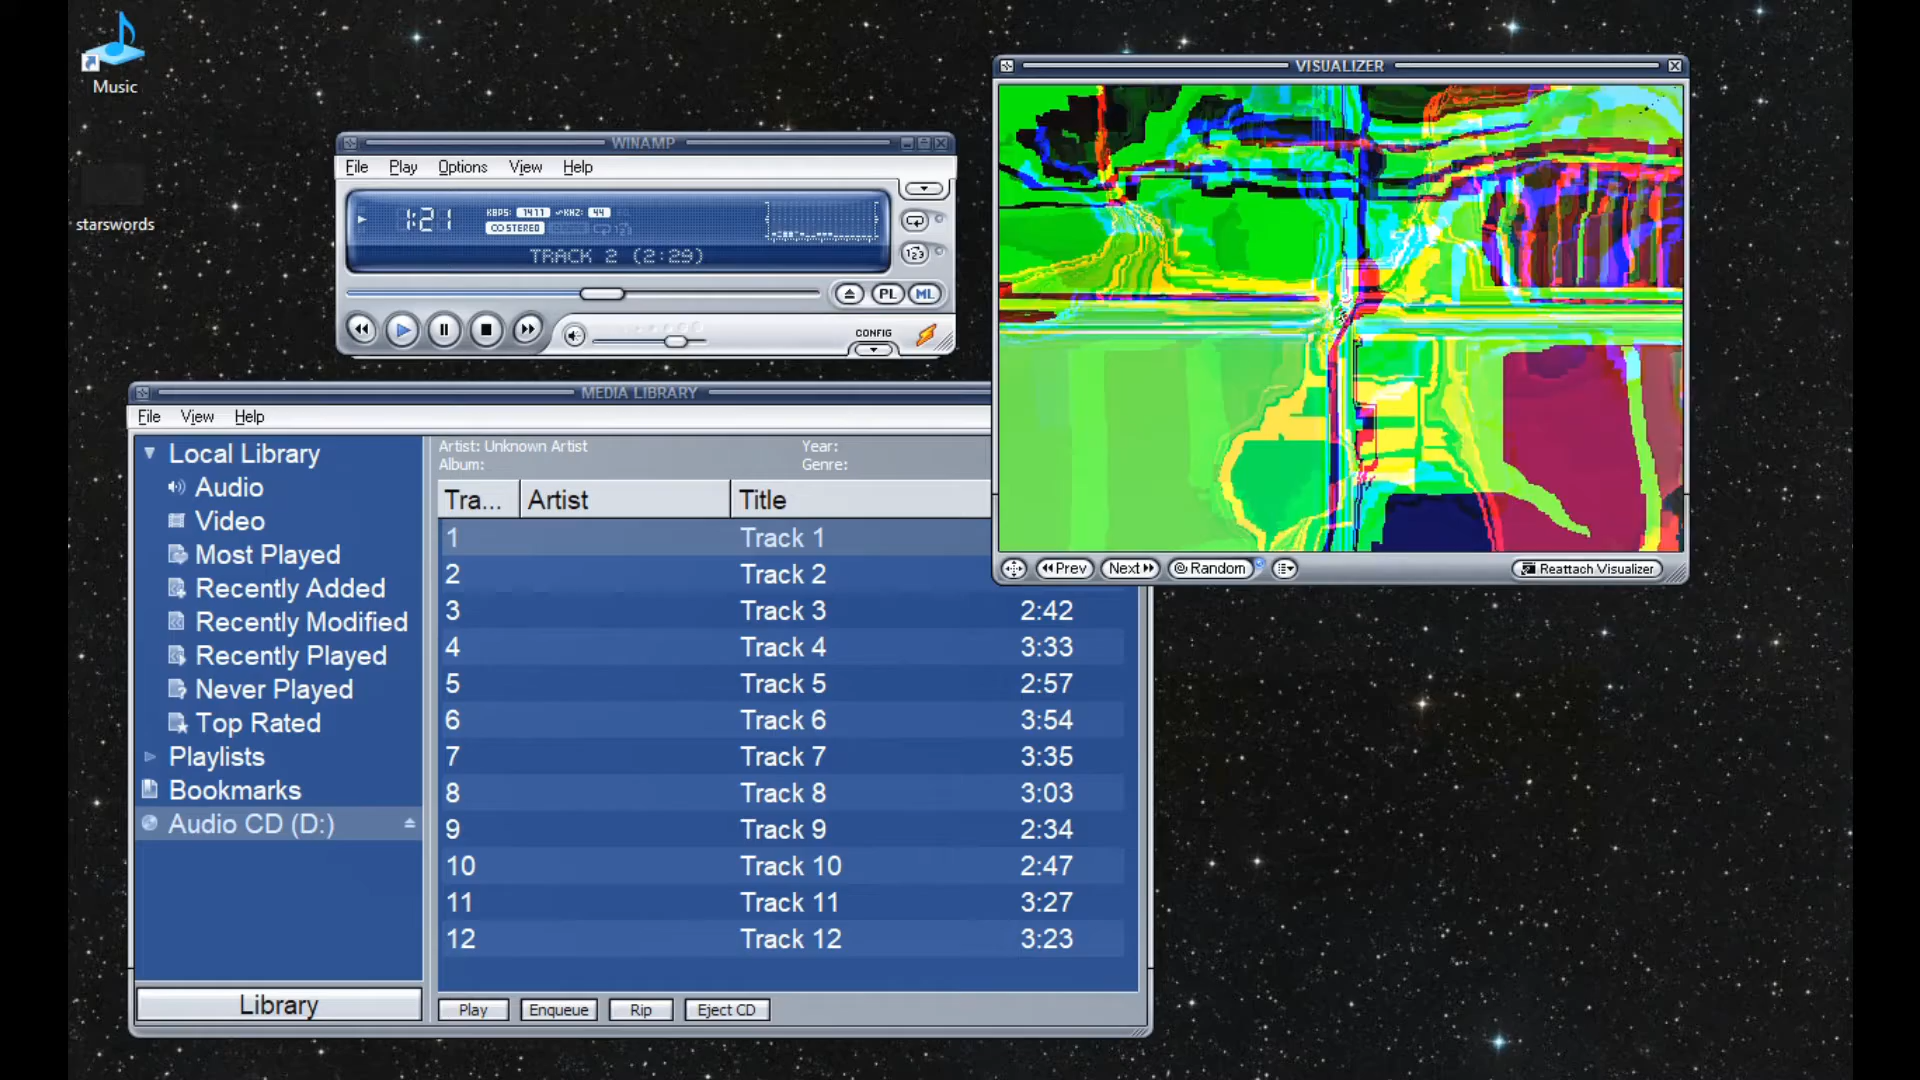 Music
starswords
WINAMP
File Play Options View Help
1:21
KBPS: 1411 KHZ: 44
STEREO
TRACK 2 (2:29)
PL ML
CONFIG
VISUALIZER
Prev Next Random Reattach Visualizer
MEDIA LIBRARY
File View Help
Local Library
Audio
Video
Most Played
Recently Added
Recently Modified
Recently Played
Never Played
Top Rated
Playlists
Bookmarks
Audio CD (D:)
Library
Artist: Unknown Artist Year:
Album: Genre:
Tra... Artist Title
1 Track 1
2 Track 2
3 Track 3 2:42
4 Track 4 3:33
5 Track 5 2:57
6 Track 6 3:54
7 Track 7 3:35
8 Track 8 3:03
9 Track 9 2:34
10 Track 10 2:47
11 Track 11 3:27
12 Track 12 3:23
Play Enqueue Rip Eject CD